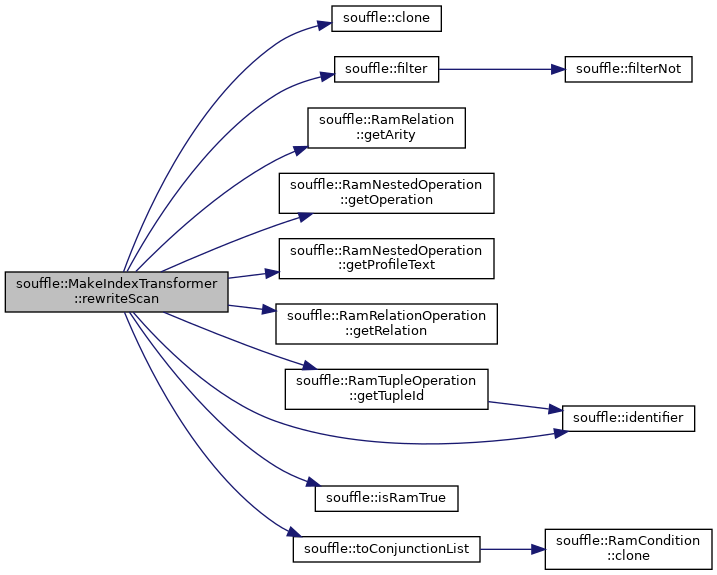 souffle::clone
souffle::filter
souffle::filterNot
souffle::RamRelation
::getArity
souffle::RamNestedOperation
::getOperation
souffle::RamNestedOperation
::getProfileText
souffle::MakeIndexTransformer
::rewriteScan
souffle::RamRelationOperation
::getRelation
souffle::RamTupleOperation
::getTupleId
souffle::identifier
souffle::isRamTrue
souffle::toConjunctionList
souffle::RamCondition
::clone